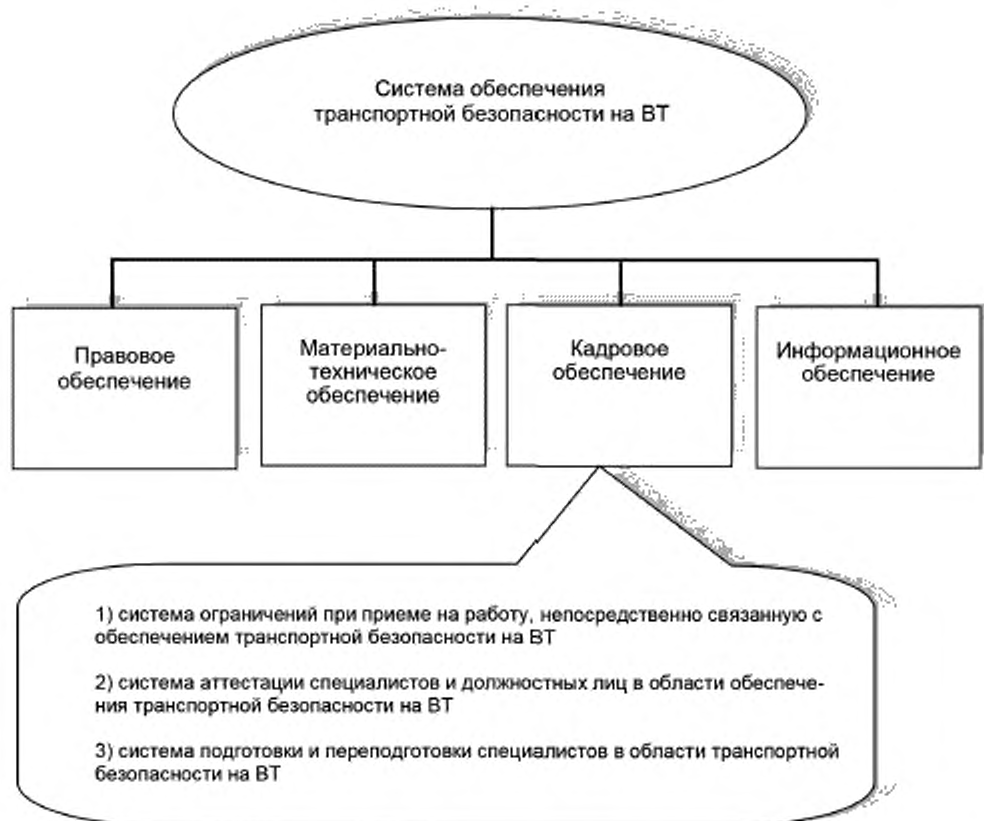 Система обеспечения
транспортной безопасности на ВТ
Правовое
обеспечение
Материально-
техническое
обеспечение
Кадровое
обеспечение
Информационное
обеспечение
1) система ограничений при приеме на работу, непосредственно связанную с
обеспечением транспортной безопасности на ВТ
2) система аттестации специалистов и должностных лиц в области обеспече-
ния транспортной безопасности на ВТ
3) система подготовки и переподготовки специалистов в области транспортной
безопасности на ВТ